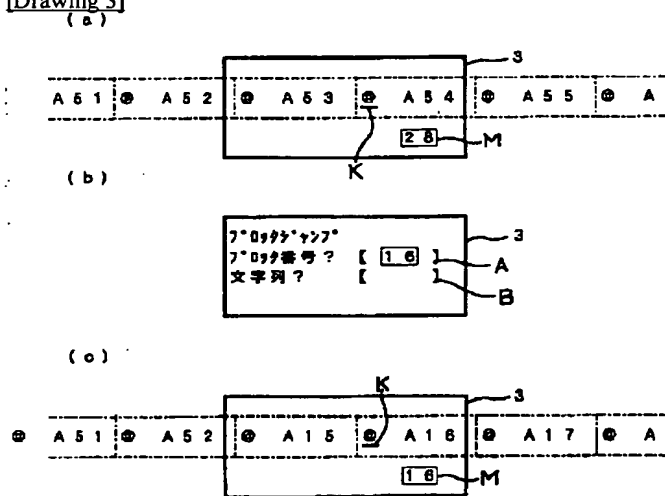 [Drawing 3]
(a)
3
A51 @ A52 @ A53 @ A54 @ A55 @ A
28 M
K
(b)
ブロックジャンプ 3
ブロック番号? 【 16 】 A
文字列? 【 】 B
(c)
K 3
@ A51 @ A52 @ A15 @ A16 @ A17 @ A
16 M